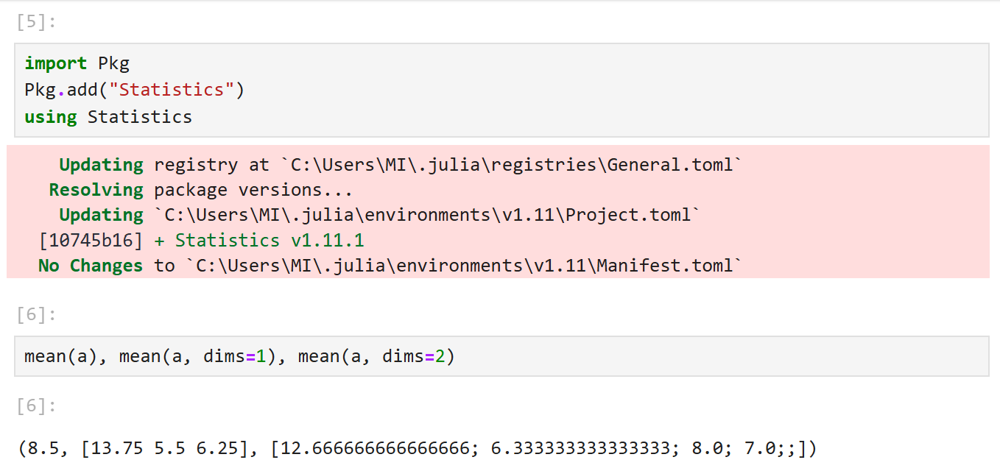 [5]:
import Pkg
Pkg.add("Statistics")
using Statistics
Updating registry at `C:\Users\MI\.julia\registries\General.toml`
Resolving package versions...
Updating `C:\Users\MI\.julia\environments\v1.11\Project.toml`
[10745b16] + Statistics v1.11.1
No Changes to `C:\Users\MI\.julia\environments\v1.11\Manifest.toml`
[6]:
mean(a), mean(a, dims=1), mean(a, dims=2)
[6]:
(8.5, [13.75 5.5 6.25], [12.666666666666666; 6.333333333333333; 8.0; 7.0;;])